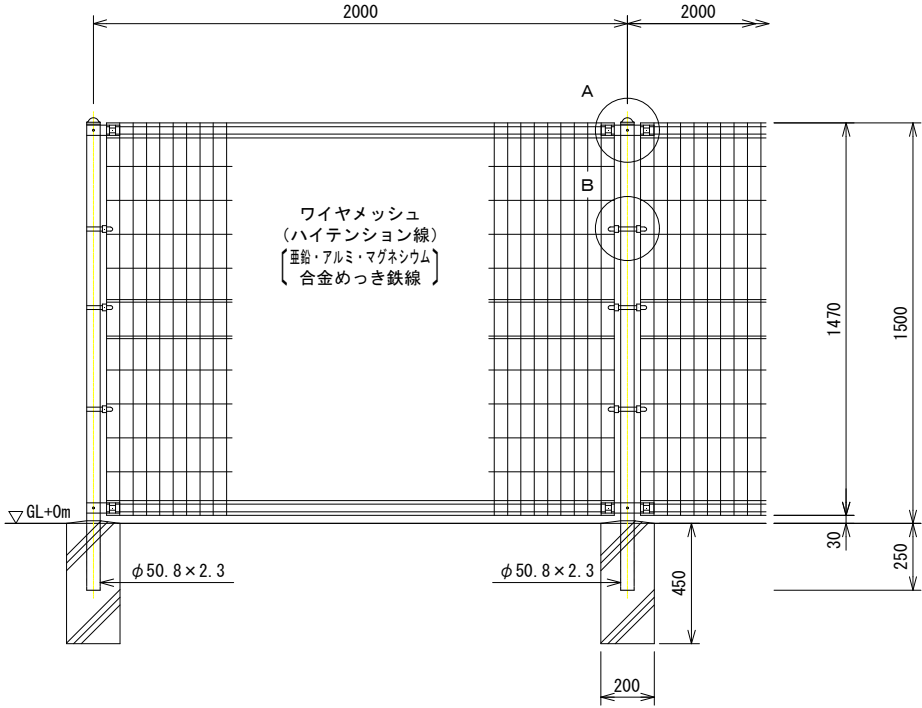 2000
2000
A
B
ワイヤメッシュ
(ハイテンション線)
亜鉛・アルミ・マグネシウム
合金めっき鉄線
1470
1500
GL+0m
30
250
φ50.8×2.3
φ50.8×2.3
450
200